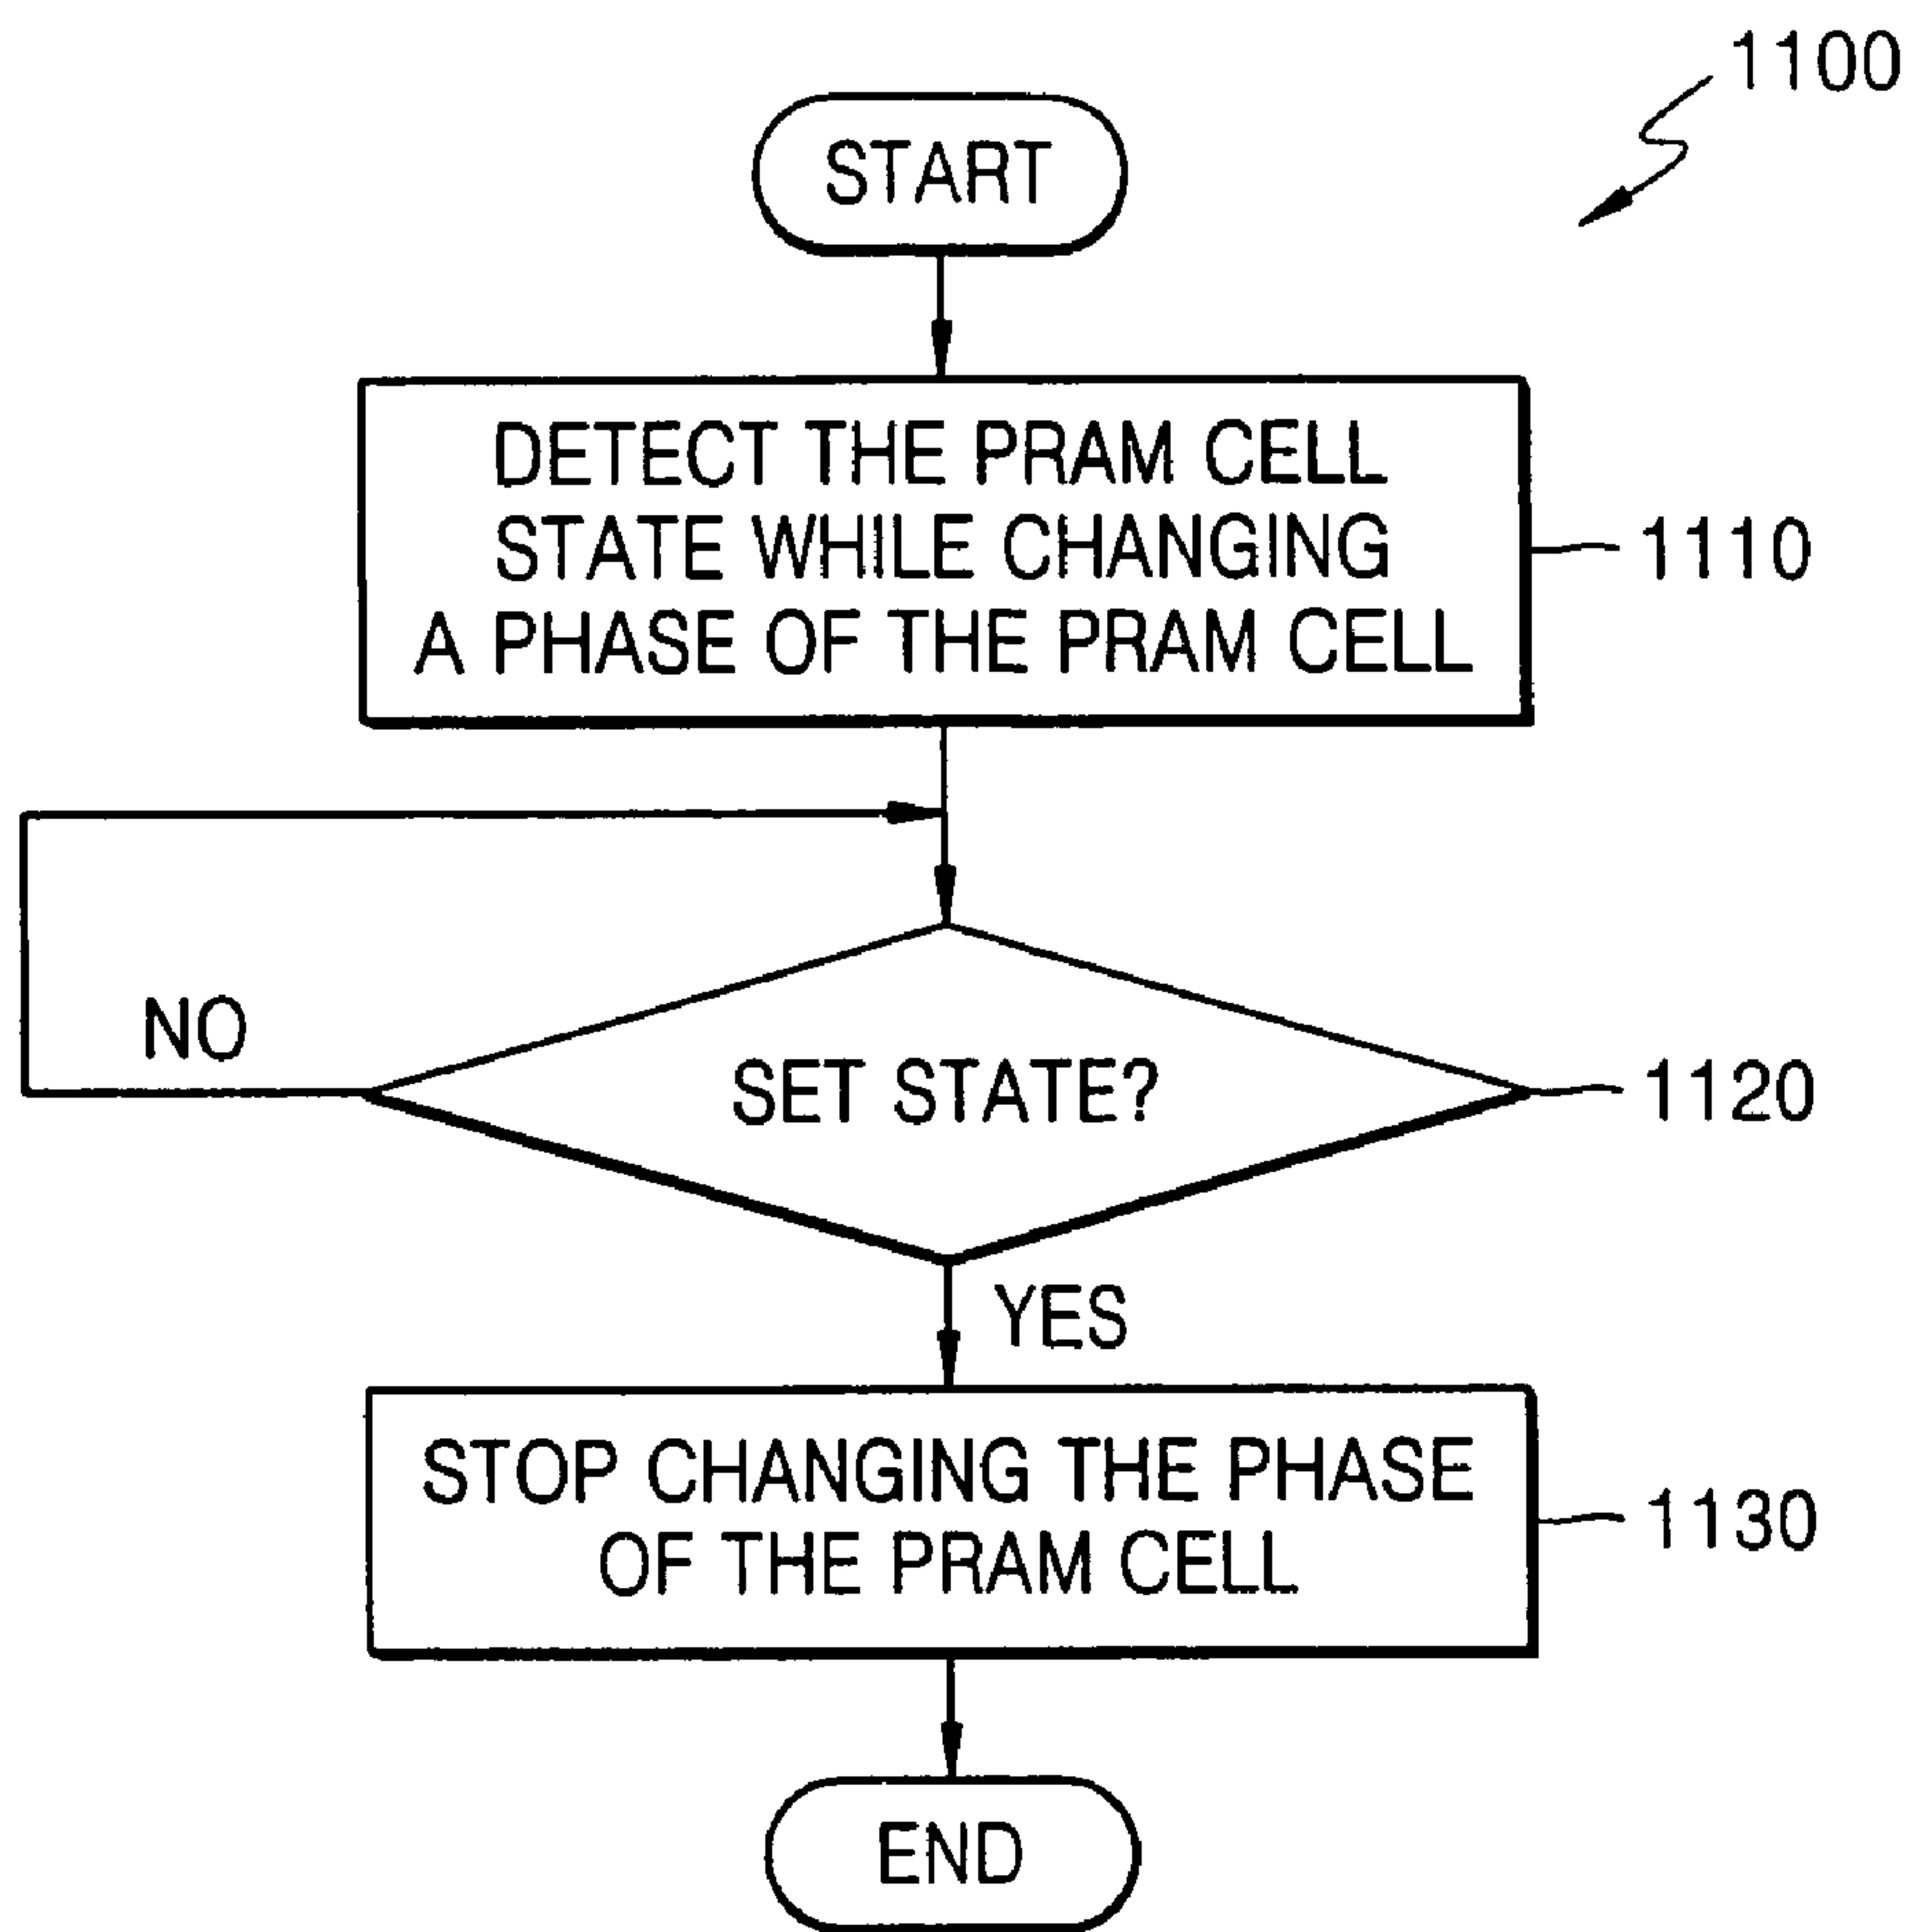 1100
START
DETECT THE PRAM CELL
STATE WHILE CHANGING
A PHASE OF THE PRAM CELL
1110
NO
SET STATE?
1120
YES
STOP CHANGING THE PHASE
OF THE PRAM CELL
1130
END